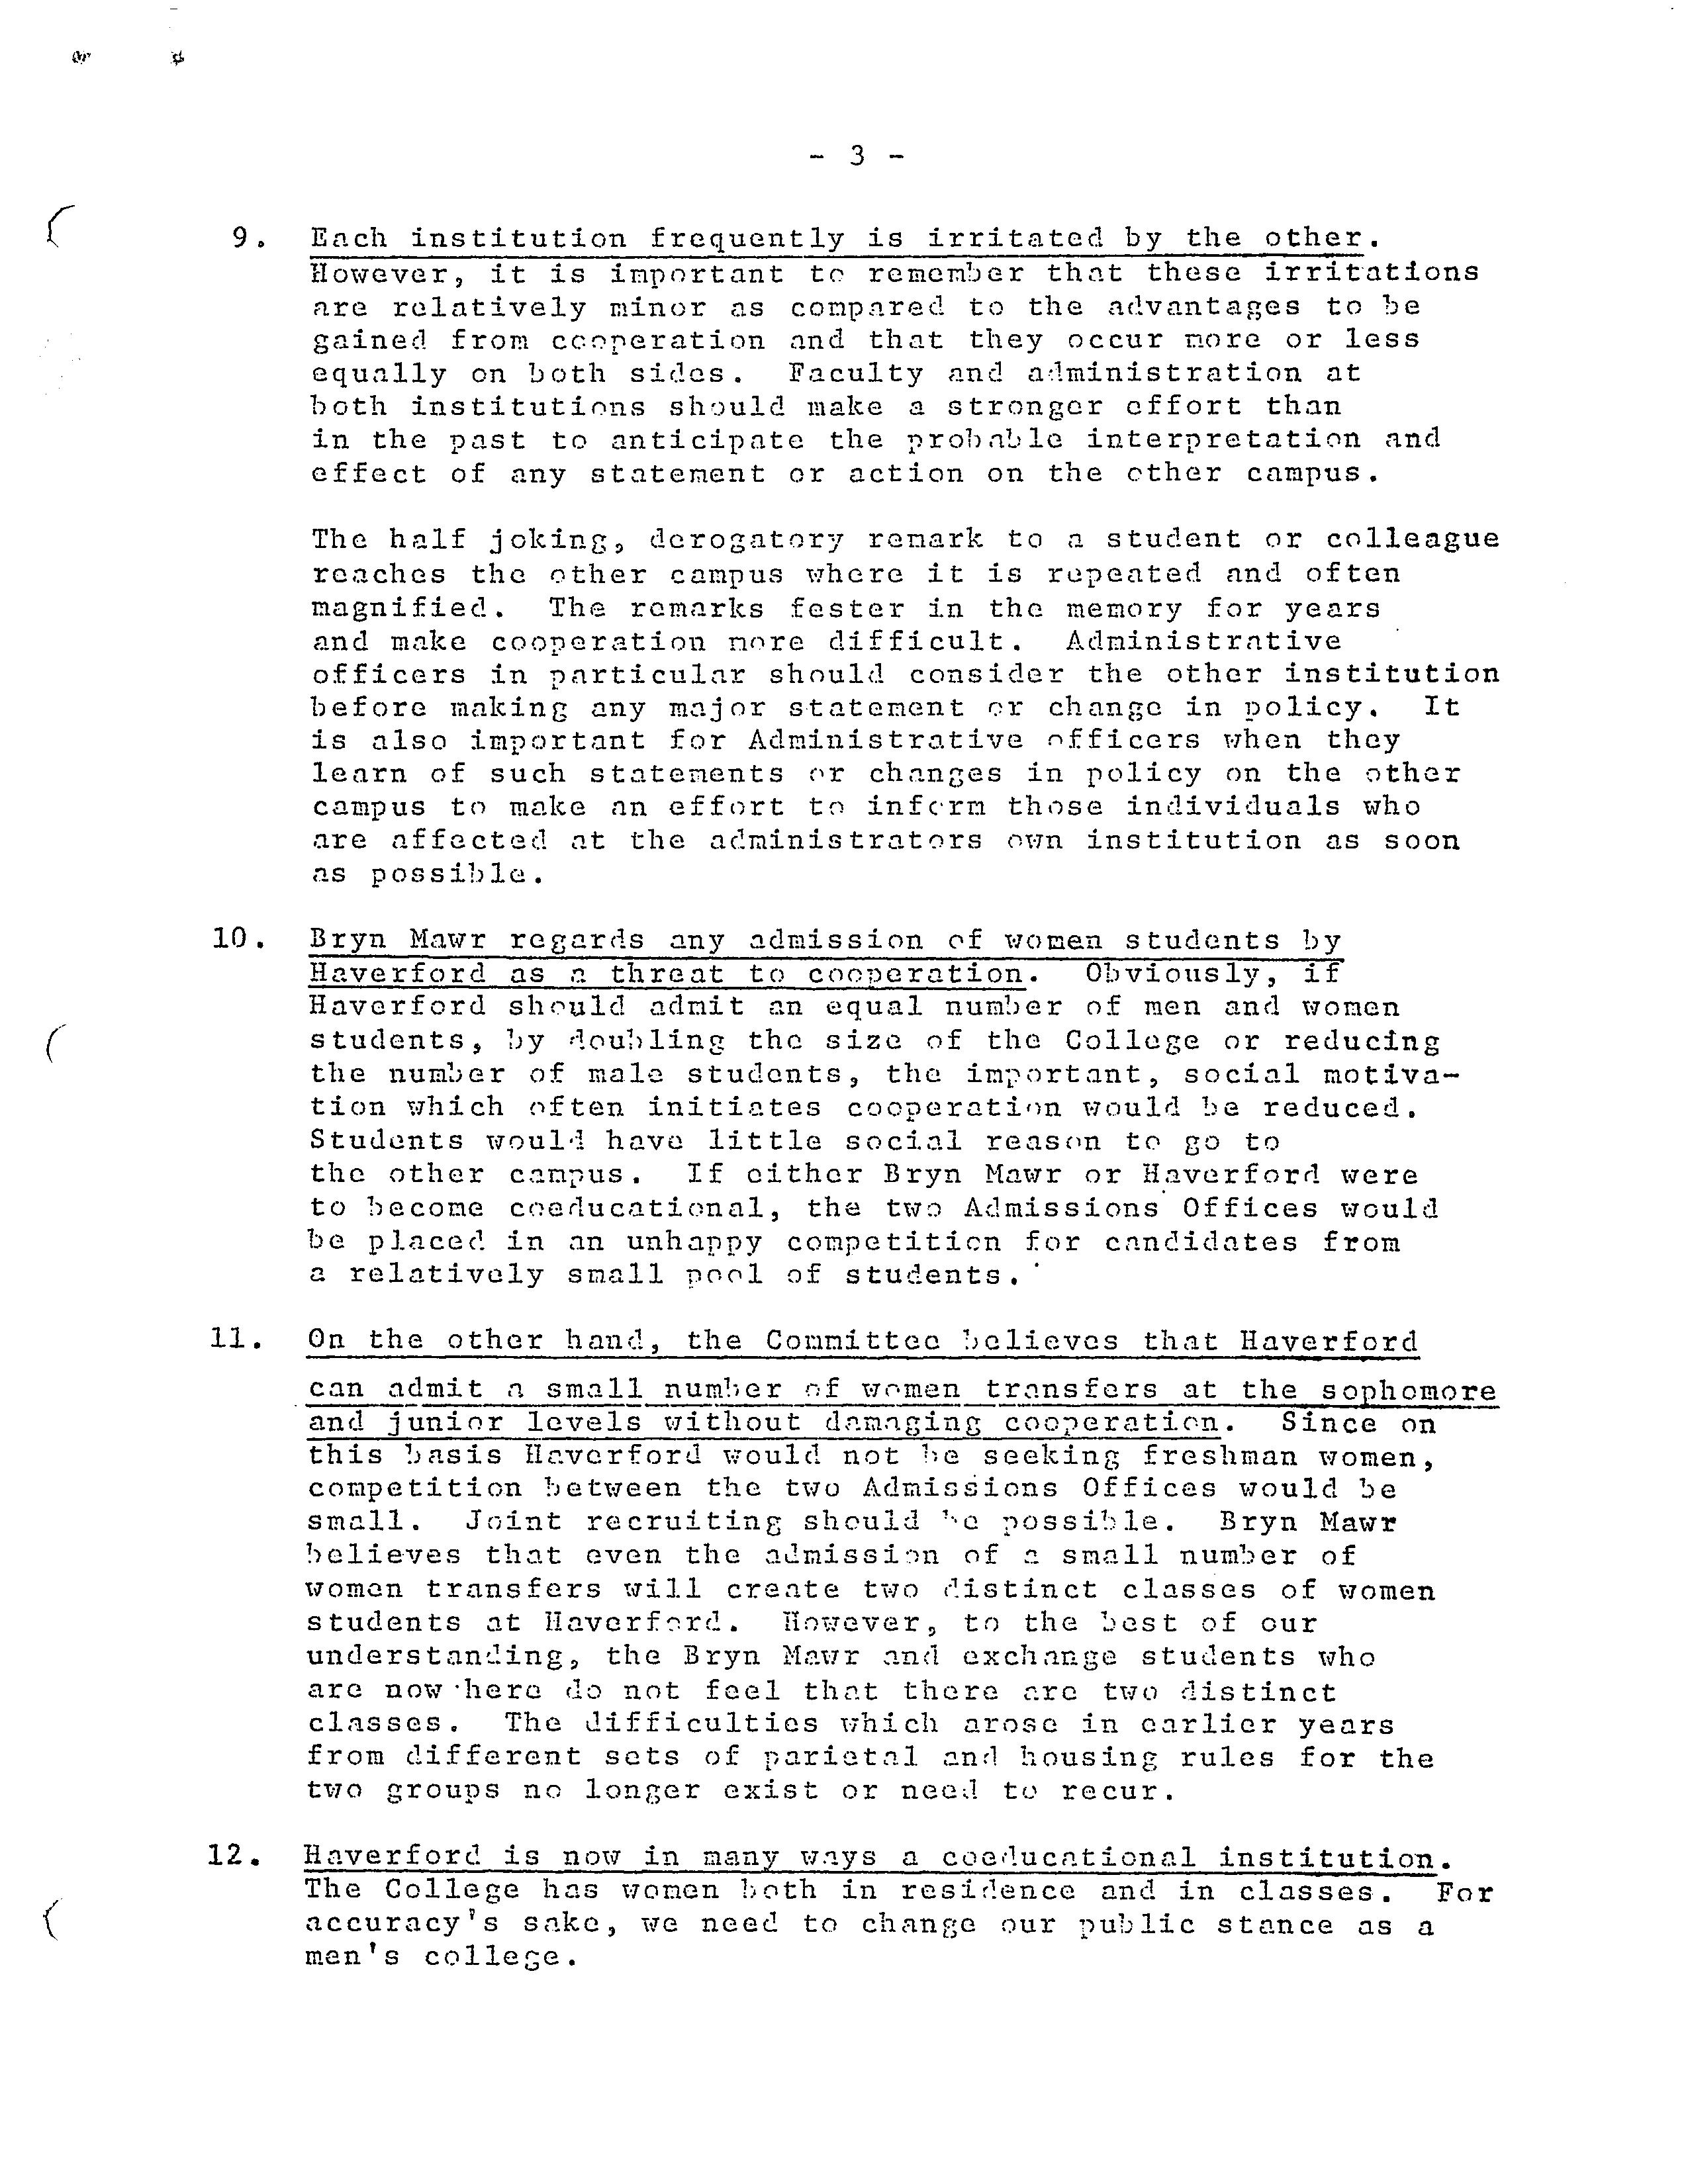 - 3 -
9. Each institution frequently is irritated by the other.
However, it is important to remember that these irritations
are relatively minor as compared to the advantages to be
gained from cooperation and that they occur more or less
equally on both sides. Faculty and administration at
both institutions should make a stronger effort than
in the past to anticipate the probable interpretation and
effect of any statement or action on the other campus.
The half joking, derogatory remark to a student or colleague
reaches the other campus where it is repeated and often
magnified. The remarks fester in the memory for years
and make cooperation more difficult. Administrative
officers in particular should consider the other institution
before making any major statement or change in policy. It
is also important for Administrative officers when they
learn of such statements or changes in policy on the other
campus to make an effort to inform those individuals who
are affected at the administrators own institution as soon
as possible.
10. Bryn Mawr regards any admission of women students by
Haverford as a threat to cooperation. Obviously, if
Haverford should admit an equal number of men and women
students, by doubling the size of the College or reducing
the number of male students, the important, social motiva-
tion which often initiates cooperation would be reduced.
Students would have little social reason to go to
the other campus. If either Bryn Mawr or Haverford were
to become coeducational, the two Admissions Offices would
be placed in an unhappy competition for candidates from
a relatively small pool of students.
11. On the other hand, the Committee believes that Haverford
can admit a small number of women transfers at the sophomore
and junior levels without damaging cooperation. Since on
this basis Haverford would not be seeking freshman women,
competition between the two Admissions Offices would be
small. Joint recruiting should be possible. Bryn Mawr
believes that even the admission of a small number of
women transfers will create two distinct classes of women
students at Haverford. However, to the best of our
understanding, the Bryn Mawr and exchange students who
are now here do not feel that there are two distinct
classes. The difficulties which arose in earlier years
from different sets of parietal and housing rules for the
two groups no longer exist or need to recur.
12. Haverford is now in many ways a coeducational institution.
The College has women both in residence and in classes. For
accuracy's sake, we need to change our public stance as a
men's college.